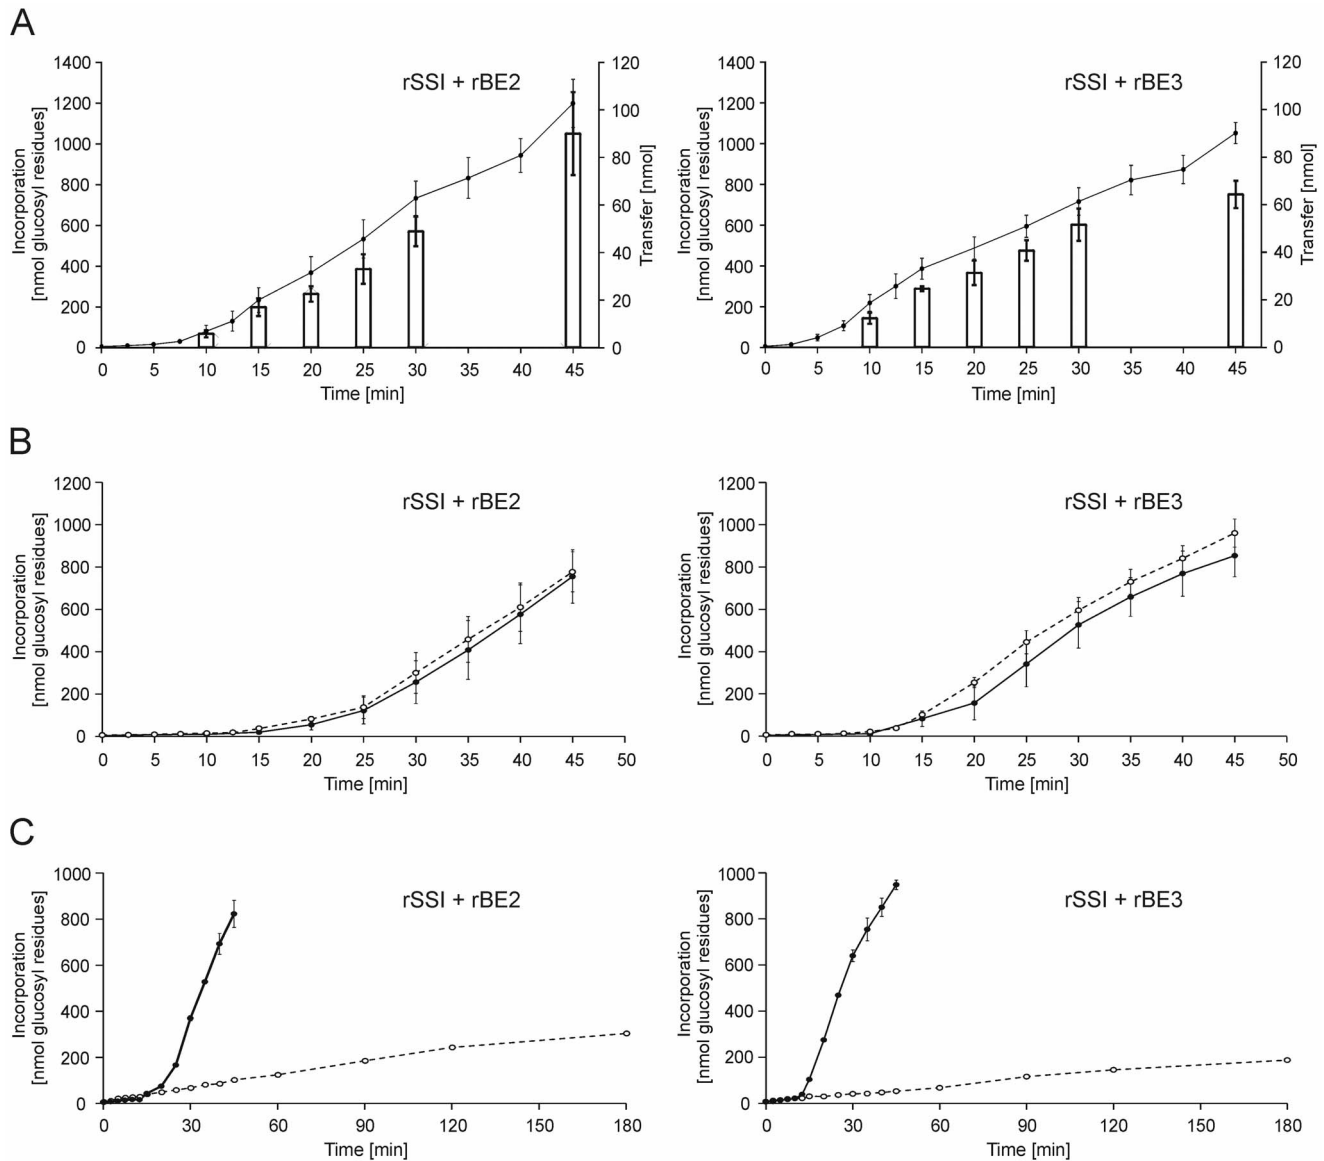 A
rSSI + rBE2
Incorporation
[nmol glucosyl residues]
1400
1200
1000
800
600
400
200
0
120
100
80
60
40
20
0
Transfer [nmol]
0 5 10 15 20 25 30 35 40 45
Time [min]
rSSI + rBE3
Incorporation
[nmol glucosyl residues]
1400
1200
1000
800
600
400
200
0
120
100
80
60
40
20
0
Transfer [nmol]
0 5 10 15 20 25 30 35 40 45
Time [min]
B
rSSI + rBE2
Incorporation
[nmol glucosyl residues]
1200
1000
800
600
400
200
0
0 5 10 15 20 25 30 35 40 45 50
Time [min]
rSSI + rBE3
Incorporation
[nmol glucosyl residues]
1200
1000
800
600
400
200
0
0 5 10 15 20 25 30 35 40 45 50
Time [min]
C
rSSI + rBE2
Incorporation
[nmol glucosyl residues]
1000
800
600
400
200
0
0 30 60 90 120 150 180
Time [min]
rSSI + rBE3
Incorporation
[nmol glucosyl residues]
1000
800
600
400
200
0
0 30 60 90 120 150 180
Time [min]